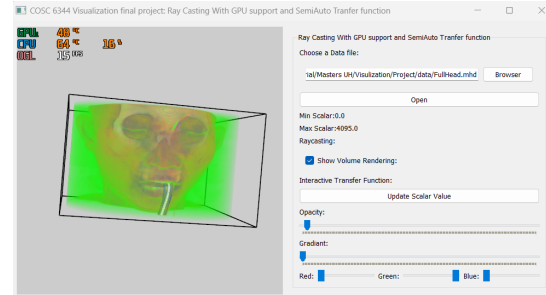 COSC 6344 Visualization final project: Ray Casting With GPU support and SemiAuto Tranfer function
GPU 48 °C
CPU 64 °C 16 %
OGL 15 FPS
Ray Casting With GPU support and SemiAuto Tranfer function
Choose a Data file:
ial/Masters UH/Visulization/Project/data/FullHead.mhd Browser
Open
Min Scalar:0.0
Max Scalar:4095.0
Raycasting:
Show Volume Rendering:
Interactive Transfer Function:
Update Scalar Value
Opacity:
Gradiant:
Red: Green: Blue: